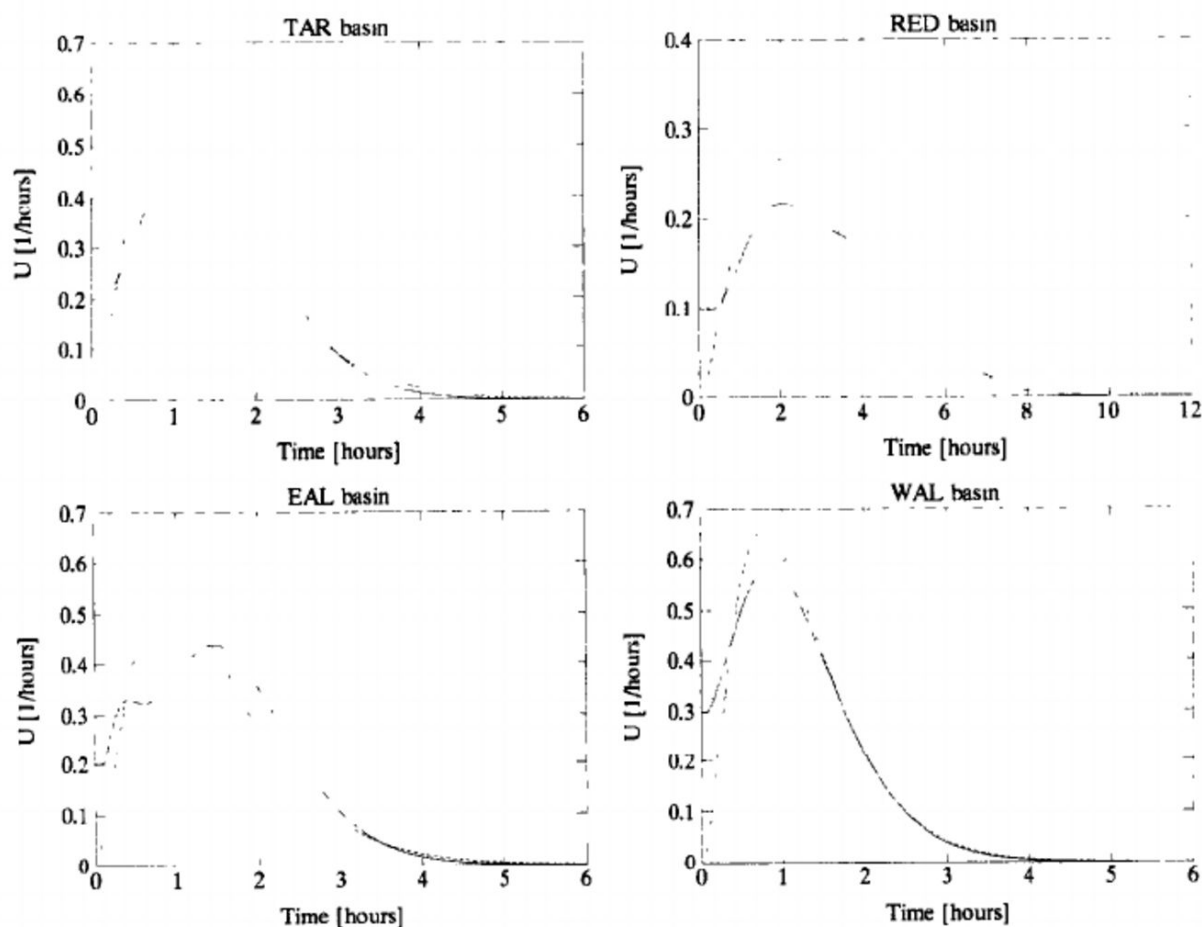 TAR basin
0.7
0.6
0.5
0.4
0.3
0.2
0.1
0
U [1/hours]
0 1 2 3 4 5 6
Time [hours]
RED basin
0.4
0.3
0.2
0.1
0
U [1/hours]
0 2 4 6 8 10 12
Time [hours]
EAL basin
0.7
0.6
0.5
0.4
0.3
0.2
0.1
0
U [1/hours]
0 1 2 3 4 5 6
Time [hours]
WAL basin
0.7
0.6
0.5
0.4
0.3
0.2
0.1
0
U [1/hours]
0 1 2 3 4 5 6
Time [hours]